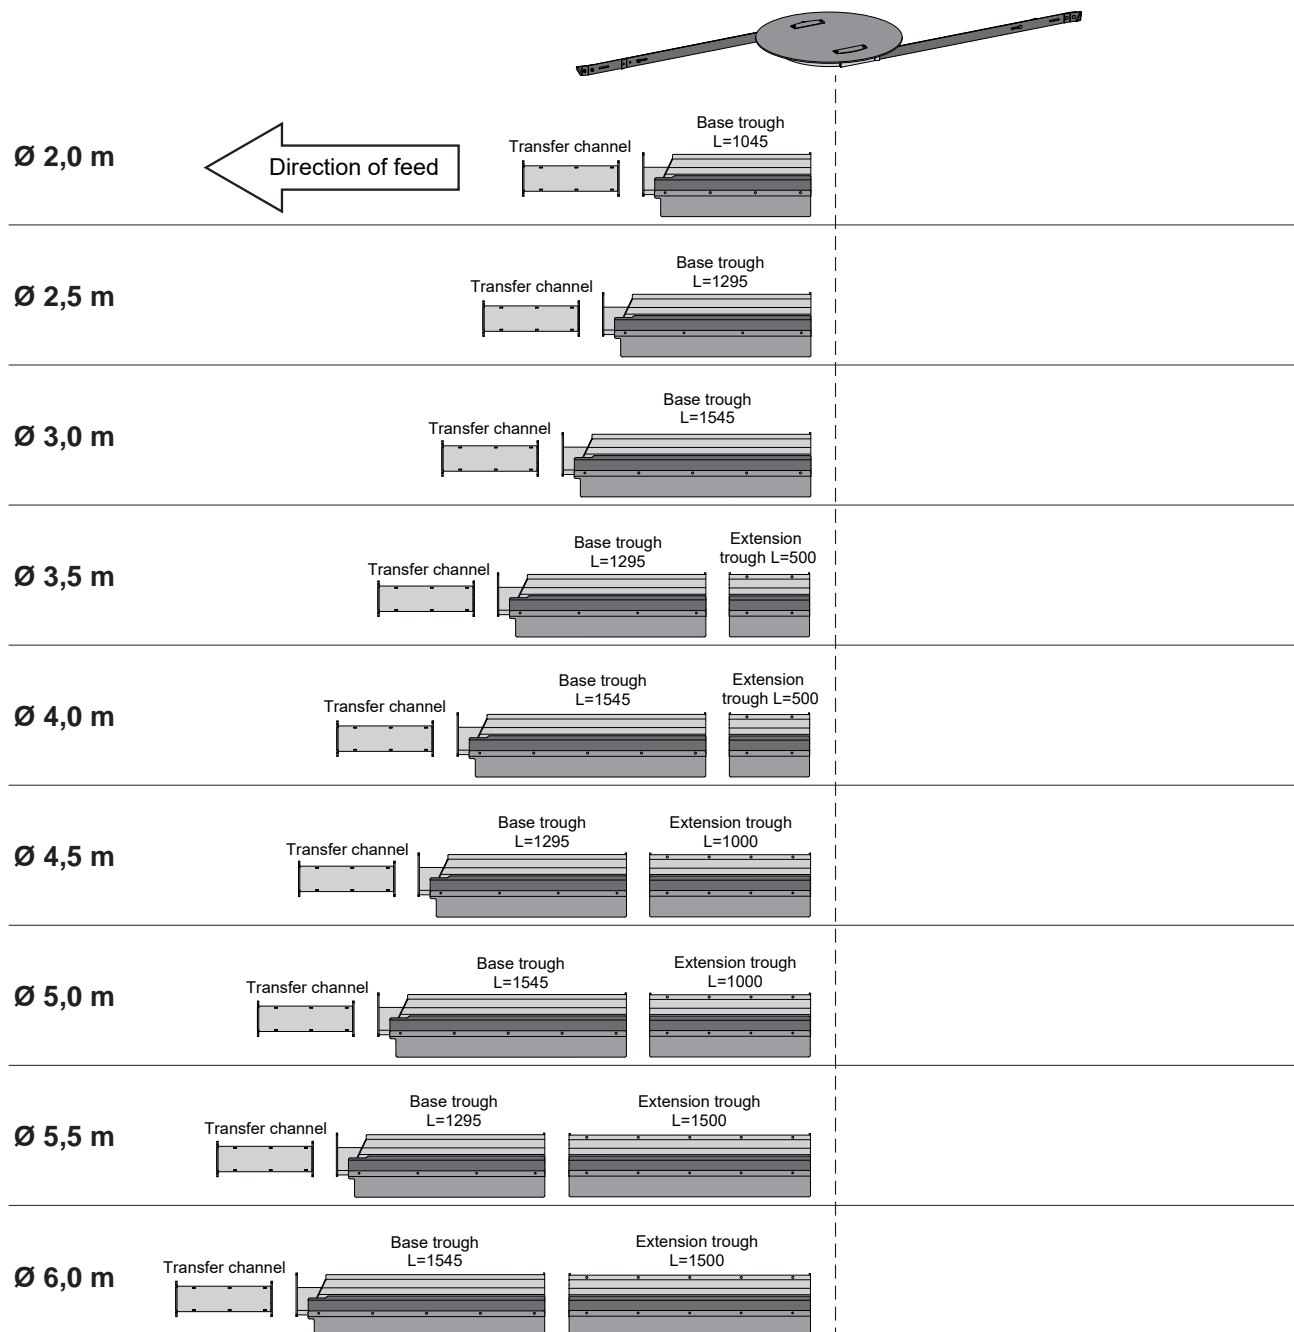 Ø 2,0 m
Direction of feed
Transfer channel
Base trough
L=1045
Ø 2,5 m
Transfer channel
Base trough
L=1295
Ø 3,0 m
Transfer channel
Base trough
L=1545
Ø 3,5 m
Transfer channel
Base trough
L=1295
Extension
trough L=500
Ø 4,0 m
Transfer channel
Base trough
L=1545
Extension
trough L=500
Ø 4,5 m
Transfer channel
Base trough
L=1295
Extension trough
L=1000
Ø 5,0 m
Transfer channel
Base trough
L=1545
Extension trough
L=1000
Ø 5,5 m
Transfer channel
Base trough
L=1295
Extension trough
L=1500
Ø 6,0 m
Transfer channel
Base trough
L=1545
Extension trough
L=1500